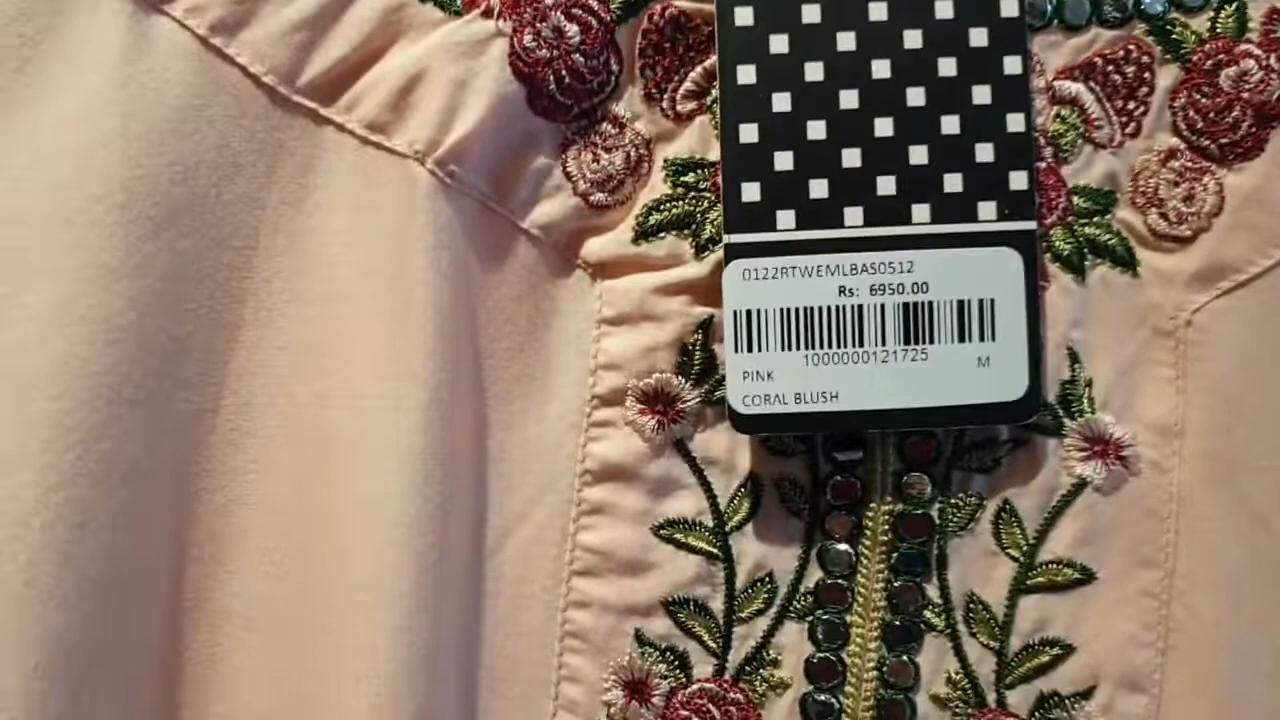 0122RTWEMLBAS0512
Rs: 6950.00
1000000121725
M
PINK
CORAL BLUSH